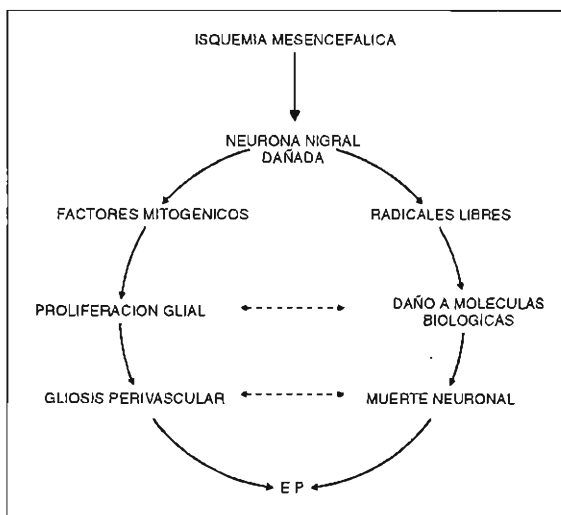 ISQUEMIA MESENCEFALICA
NEURONA NIGRAL
DAÑADA
FACTORES MITOGENICOS
RADICALES LIBRES
PROLIFERACION GLIAL
DAÑO A MOLECULAS
BIOLOGICAS
GLIOSIS PERIVASCULAR
MUERTE NEURONAL
E P